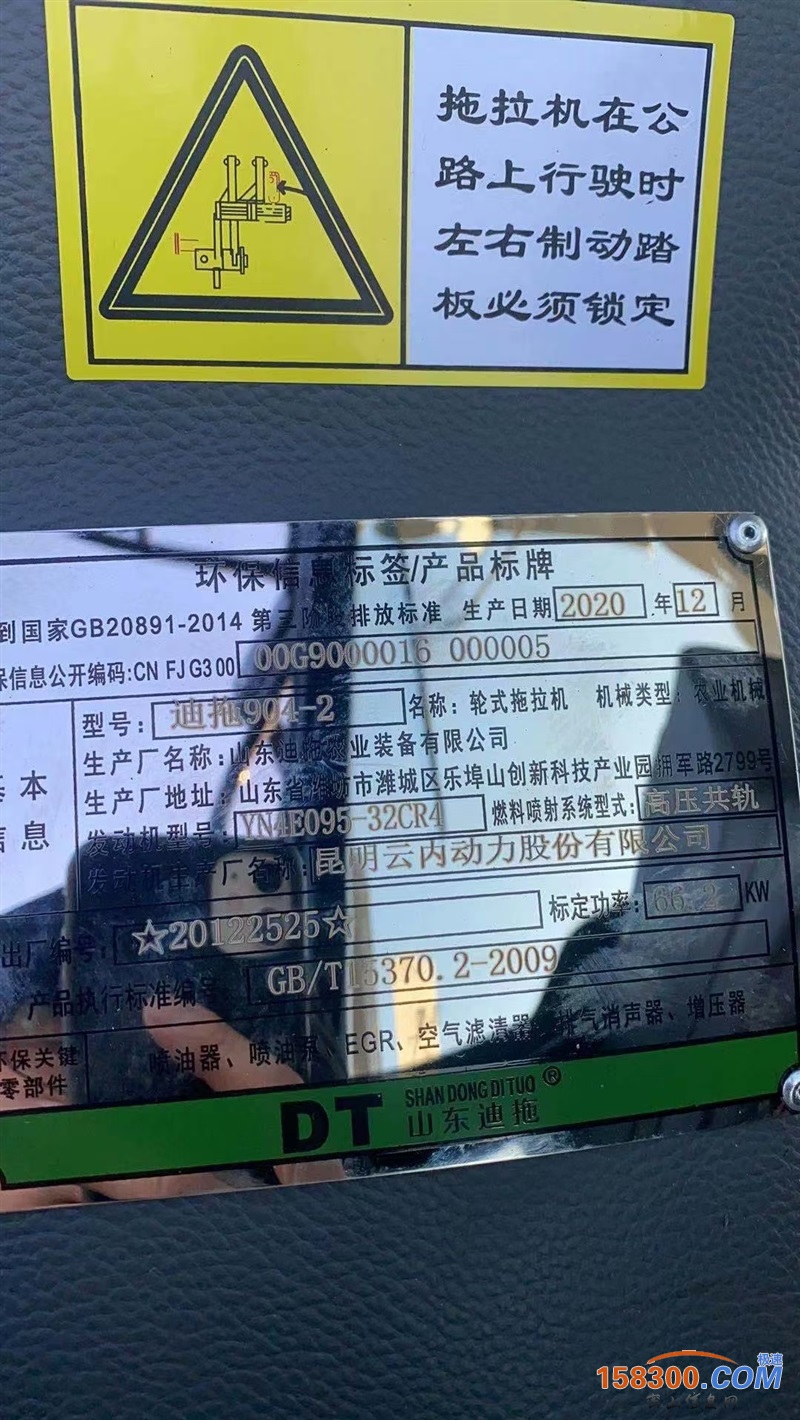 拖拉机在公
路上行驶时
左右制动踏
板必须锁定
环保信息标签/产品标牌
到国家GB20891-2014 第三阶段排放标准 生产日期 2020 年 12 月
保信息公开编码:CN FJ G3 00 00G9000016 000005
型号: 迪拖904-2 名称: 轮式拖拉机 机械类型: 农业机械
生产厂名称: 山东迪拖农业装备有限公司
生产厂地址: 山东省潍坊市潍城区乐埠山创新科技产业园拥军路2799号
基本
信息
发动机型号: YN4E095-32CR4 燃料喷射系统型式: 高压共轨
发动机生产厂名称: 昆明云内动力股份有限公司
出厂编号: ☆20122525☆ 标定功率: 66.2 KW
产品执行标准编号: GB/T15370.2-2009
环保关键
零部件
喷油器、喷油泵、EGR、空气滤清器、排气消声器、增压器
DT SHANDONGDITUO®
山东迪拖
极速
158300.COM